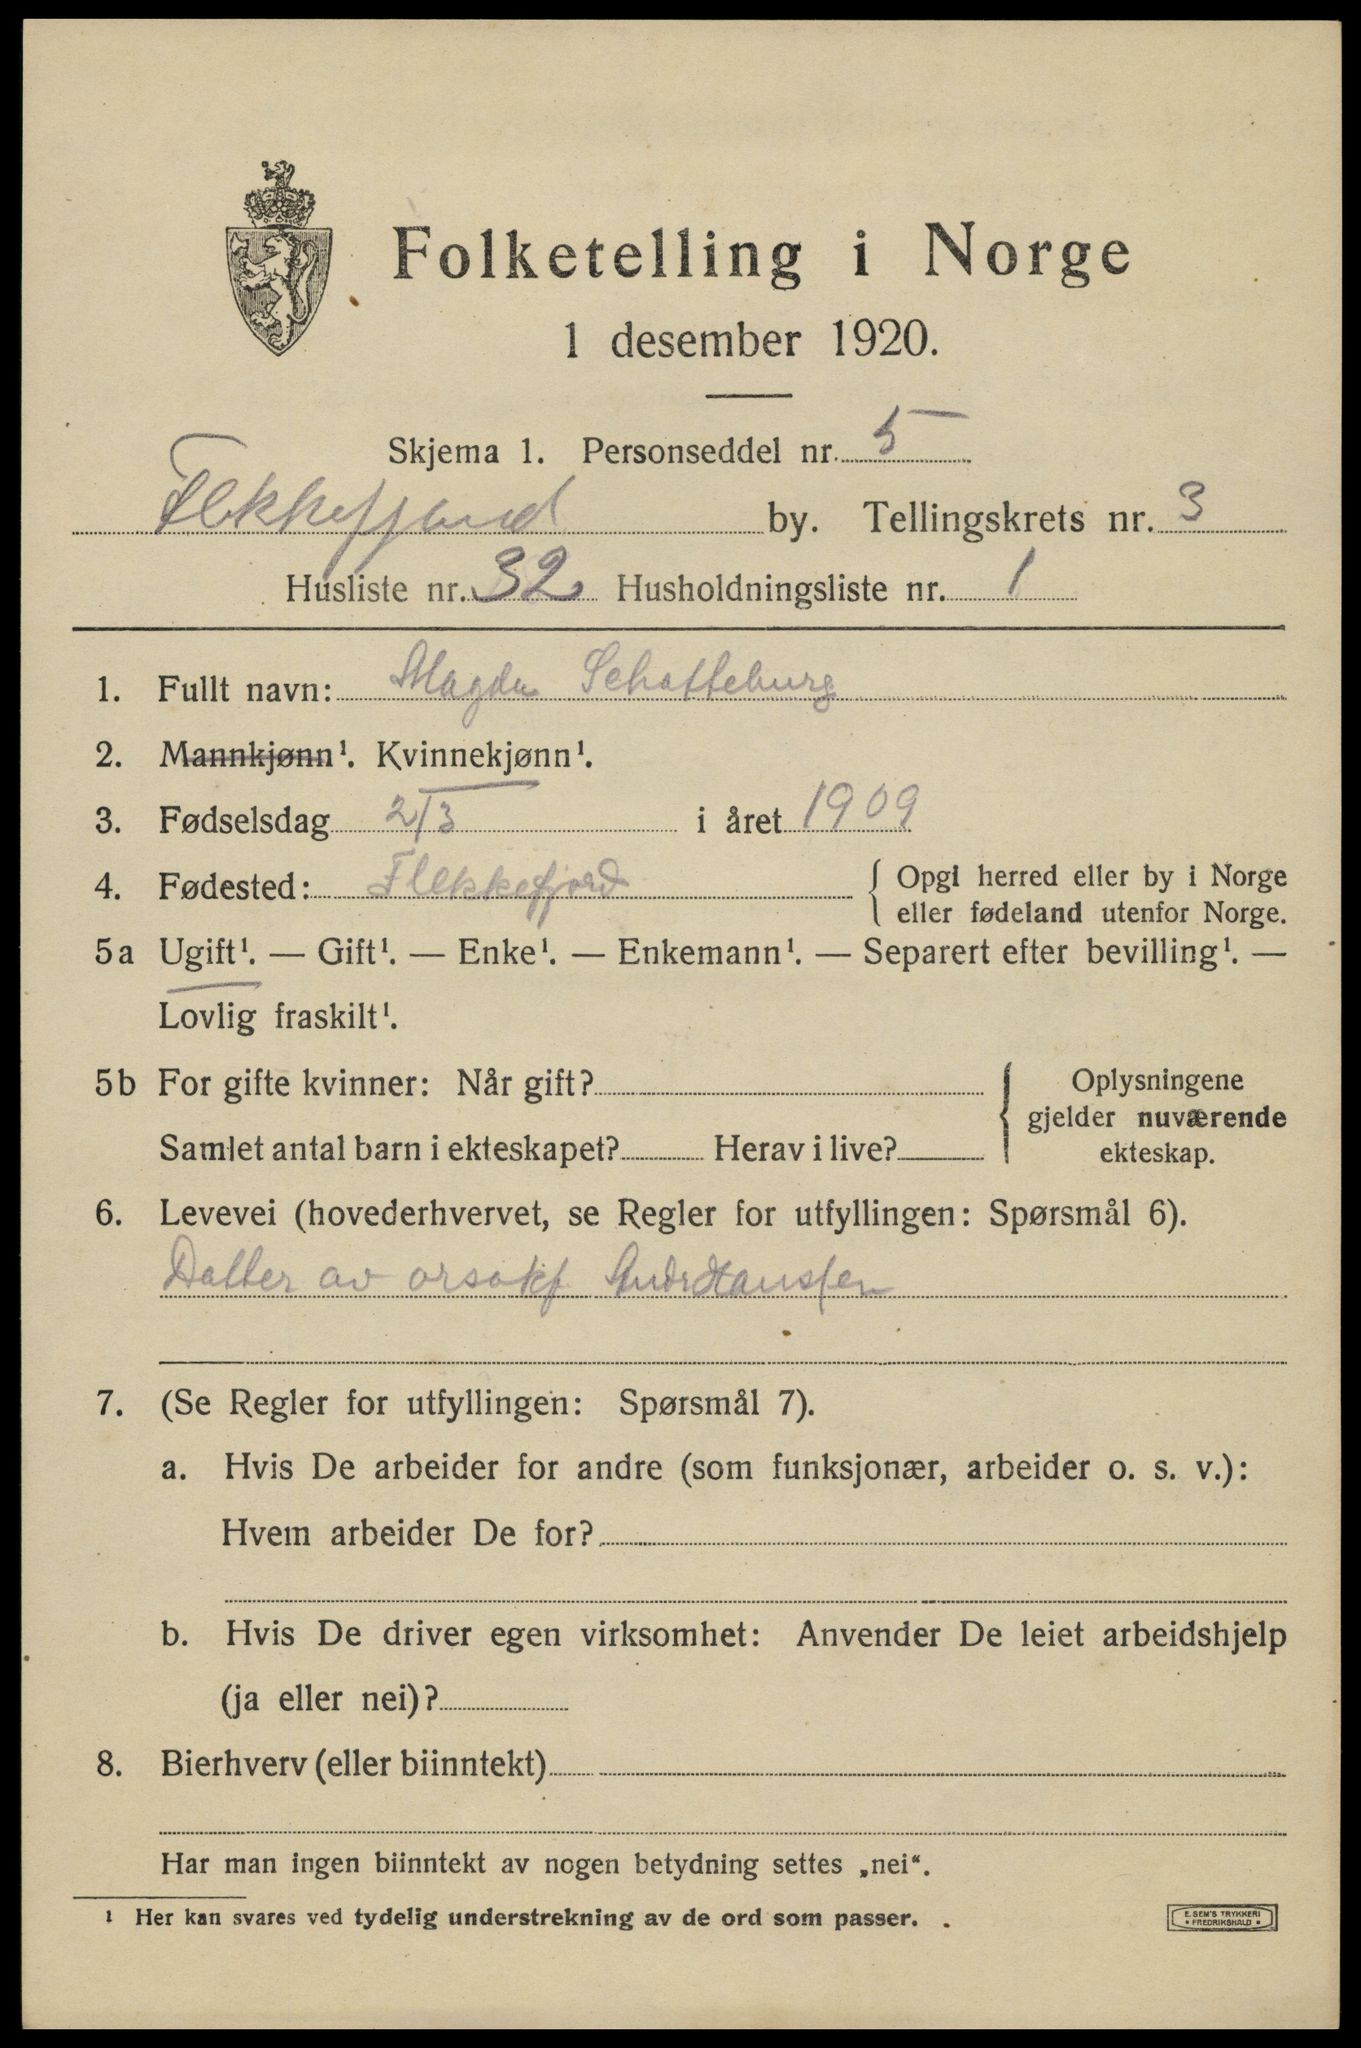 Folketelling i Norge
1 desember 1920.
Skjema 1. Personseddel nr. 5
Flekkefjord by. Tellingskrets nr. 3
Husliste nr. 32 Husholdningsliste nr. 1
1. Fullt navn: Magda Schatteburg
2. Mannkjønn¹. Kvinnekjønn¹.
3. Fødselsdag 2/3 i året 1909
4. Fødested: Flekkefjord { Opgi herred eller by i Norge
eller fødeland utenfor Norge.
5a Ugift¹. — Gift¹. — Enke¹. — Enkemann¹. — Separert efter bevilling¹. —
Lovlig fraskilt¹.
5b For gifte kvinner: Når gift? { Oplysningene
gjelder nuværende
Samlet antal barn i ekteskapet? Herav i live? ekteskap.
6. Levevei (hovederhvervet, se Regler for utfyllingen: Spørsmål 6).
Datter av
7. (Se Regler for utfyllingen: Spørsmål 7).
a. Hvis De arbeider for andre (som funksjonær, arbeider o. s. v.):
Hvem arbeider De for?
b. Hvis De driver egen virksomhet: Anvender De leiet arbeidshjelp
(ja eller nei)?
8. Bierhverv (eller biinntekt)
Har man ingen biinntekt av nogen betydning settes „nei".
¹ Her kan svares ved tydelig understrekning av de ord som passer.
E. SEM'S TRYKKERI
• FREDRIKSHALD •